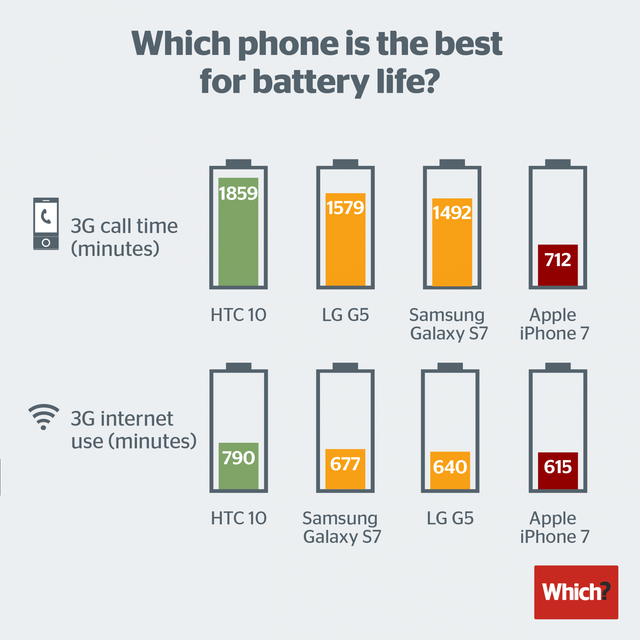 Which phone is the best
for battery life?
3G call time
(minutes)
1859
1579
1492
712
HTC 10
LG G5
Samsung
Galaxy S7
Apple
iPhone 7
3G internet
use (minutes)
790
677
640
615
HTC 10
Samsung
Galaxy S7
LG G5
Apple
iPhone 7
Which?